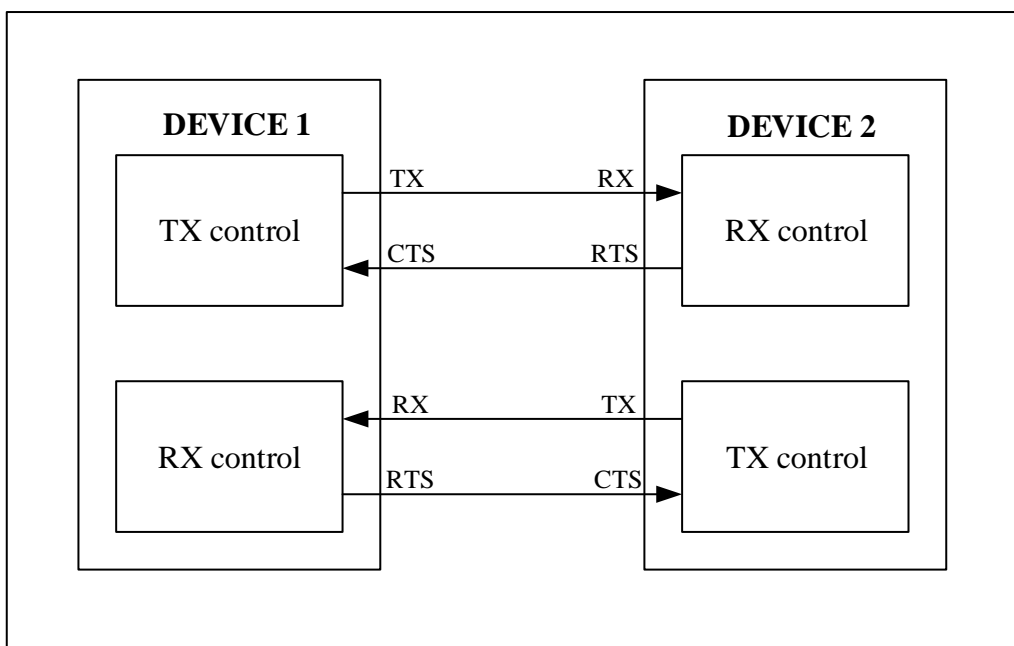 DEVICE 1
DEVICE 2
TX
RX
TX control
RX control
CTS
RTS
RX
TX
RX control
TX control
RTS
CTS